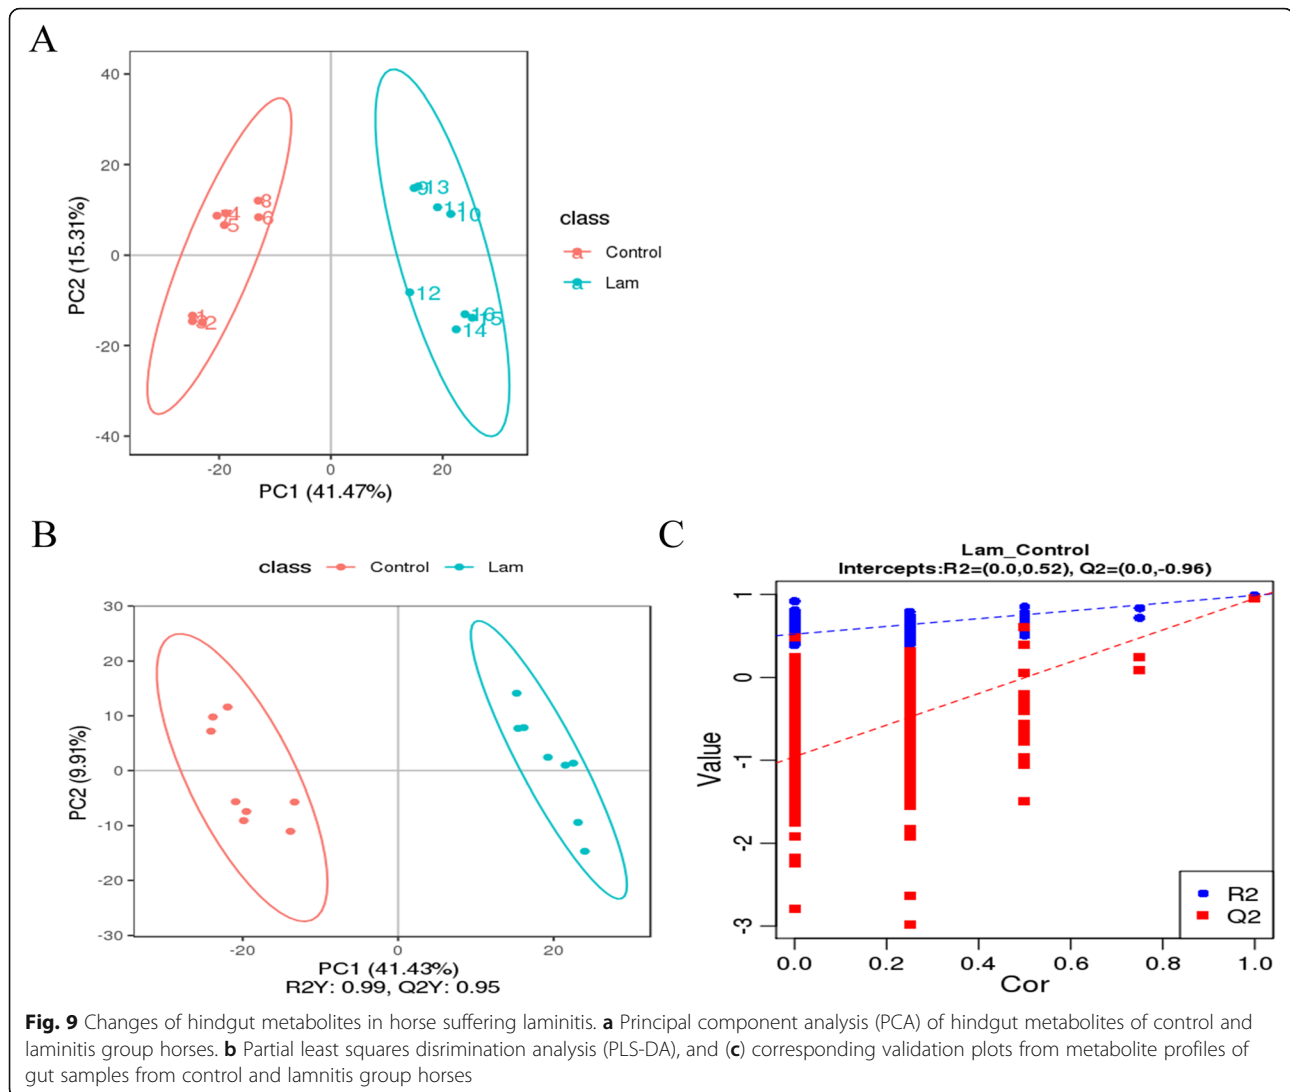 A
40
20
0
-20
-40
PC2 (15.31%)
-20
0
20
PC1 (41.47%)
4
5
8
6
1
2
9
13
11
10
12
16
15
14
class
a Control
a Lam
B
class Control Lam
30
20
10
0
-10
-20
-30
PC2 (9.91%)
-20
0
20
PC1 (41.43%)
R2Y: 0.99, Q2Y: 0.95
C
Lam_Control
Intercepts:R2=(0.0,0.52), Q2=(0.0,-0.96)
1
0
-1
-2
-3
Value
R2
Q2
0.0 0.2 0.4 0.6 0.8 1.0
Cor
Fig. 9 Changes of hindgut metabolites in horse suffering laminitis. a Principal component analysis (PCA) of hindgut metabolites of control and
laminitis group horses. b Partial least squares disrimination analysis (PLS-DA), and (c) corresponding validation plots from metabolite profiles of
gut samples from control and lamnitis group horses